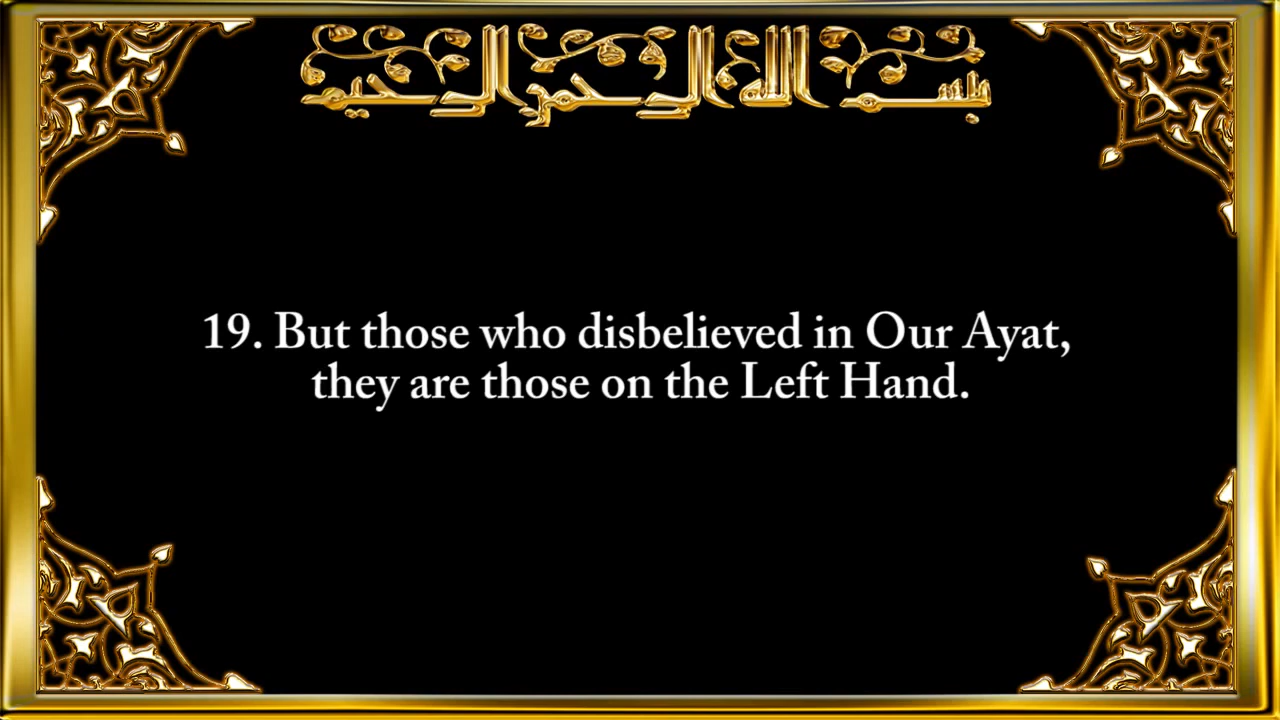 بسم الله الرحمن الرحيم
19. But those who disbelieved in Our Ayat,
they are those on the Left Hand.